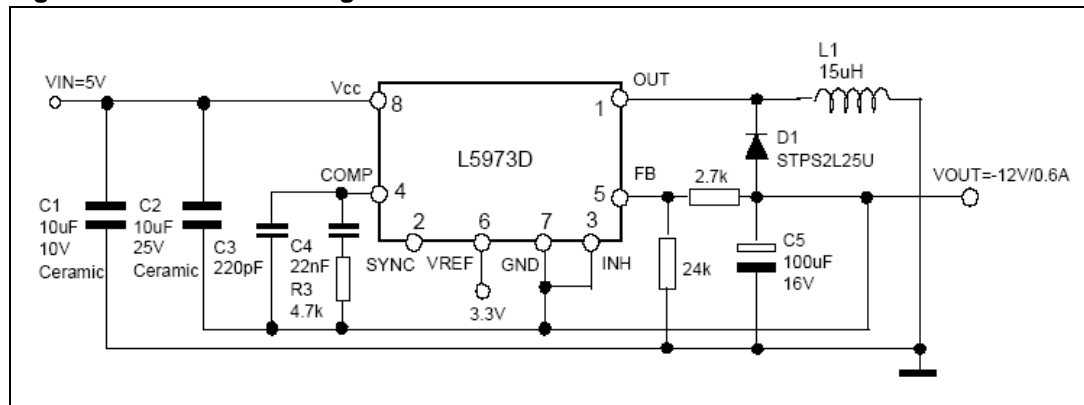 VIN=5V
Vcc
8
OUT
1
L1
15uH
L5973D
D1
STPS2L25U
COMP
4
5
FB
2.7k
VOUT=-12V/0.6A
2
6
7
3
SYNC
VREF
GND
INH
C1
10uF
10V
Ceramic
C2
10uF
25V
Ceramic
C3
220pF
C4
22nF
R3
4.7k
3.3V
24k
C5
100uF
16V